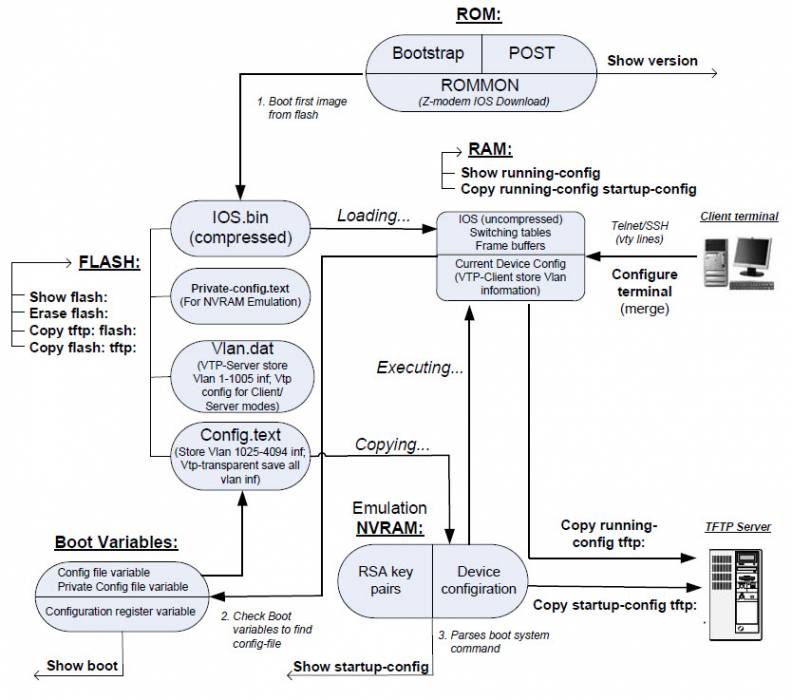 ROM:
Bootstrap
POST
ROMMON
(Z-modem IOS Download)
Show version
1. Boot first image
from flash
RAM:
Show running-config
Copy running-config startup-config
IOS.bin
(compressed)
Loading...
IOS (uncompressed)
Switching tables
Frame buffers
Current Device Config
(VTP-Client store Vlan
information)
Telnet/SSH
(vty lines)
Client terminal
Configure
terminal
(merge)
FLASH:
Show flash:
Erase flash:
Copy tftp: flash:
Copy flash: tftp:
Private-config.text
(For NVRAM Emulation)
Vlan.dat
(VTP-Server store
Vlan 1-1005 inf; Vtp
config for Client/
Server modes)
Executing...
Config.text
(Store Vlan 1025-4094 inf;
Vtp-transparent save all
vlan inf)
Copying...
Emulation
NVRAM:
RSA key
pairs
Device
configiration
Copy running-
config tftp:
TFTP Server
Copy startup-config tftp:
Boot Variables:
Config file variable
Private Config file variable
Configuration register variable
2. Check Boot
variables to find
config-file
3. Parses boot system
command
Show boot
Show startup-config